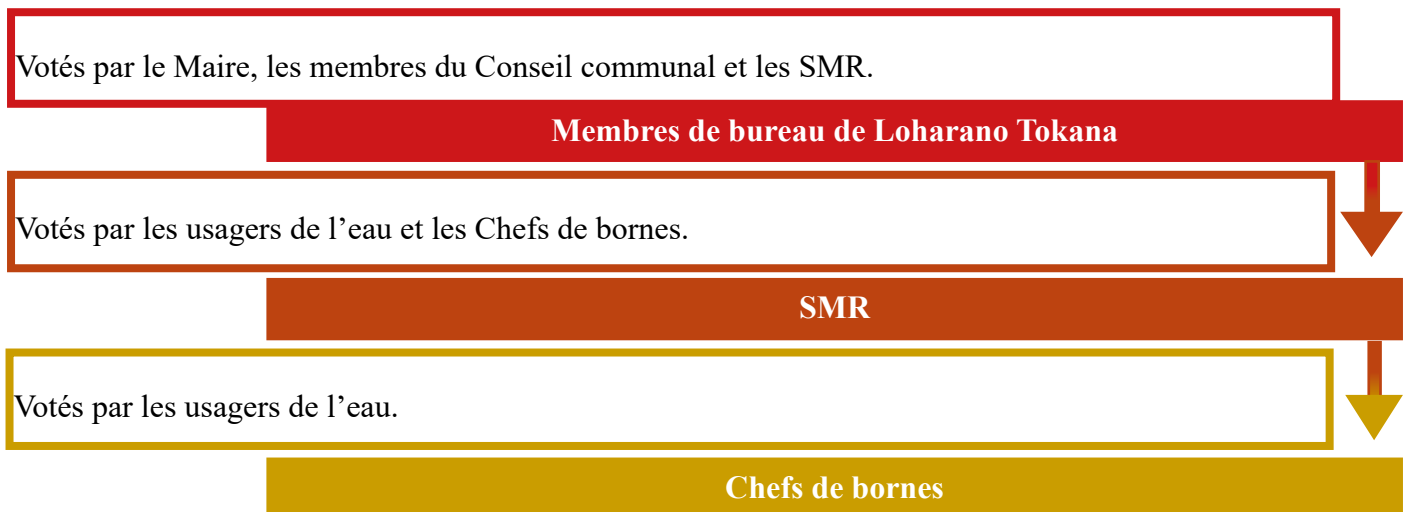 Votés par le Maire, les membres du Conseil communal et les SMR.
Membres de bureau de Loharano Tokana
Votés par les usagers de l’eau et les Chefs de bornes.
SMR
Votés par les usagers de l’eau.
Chefs de bornes